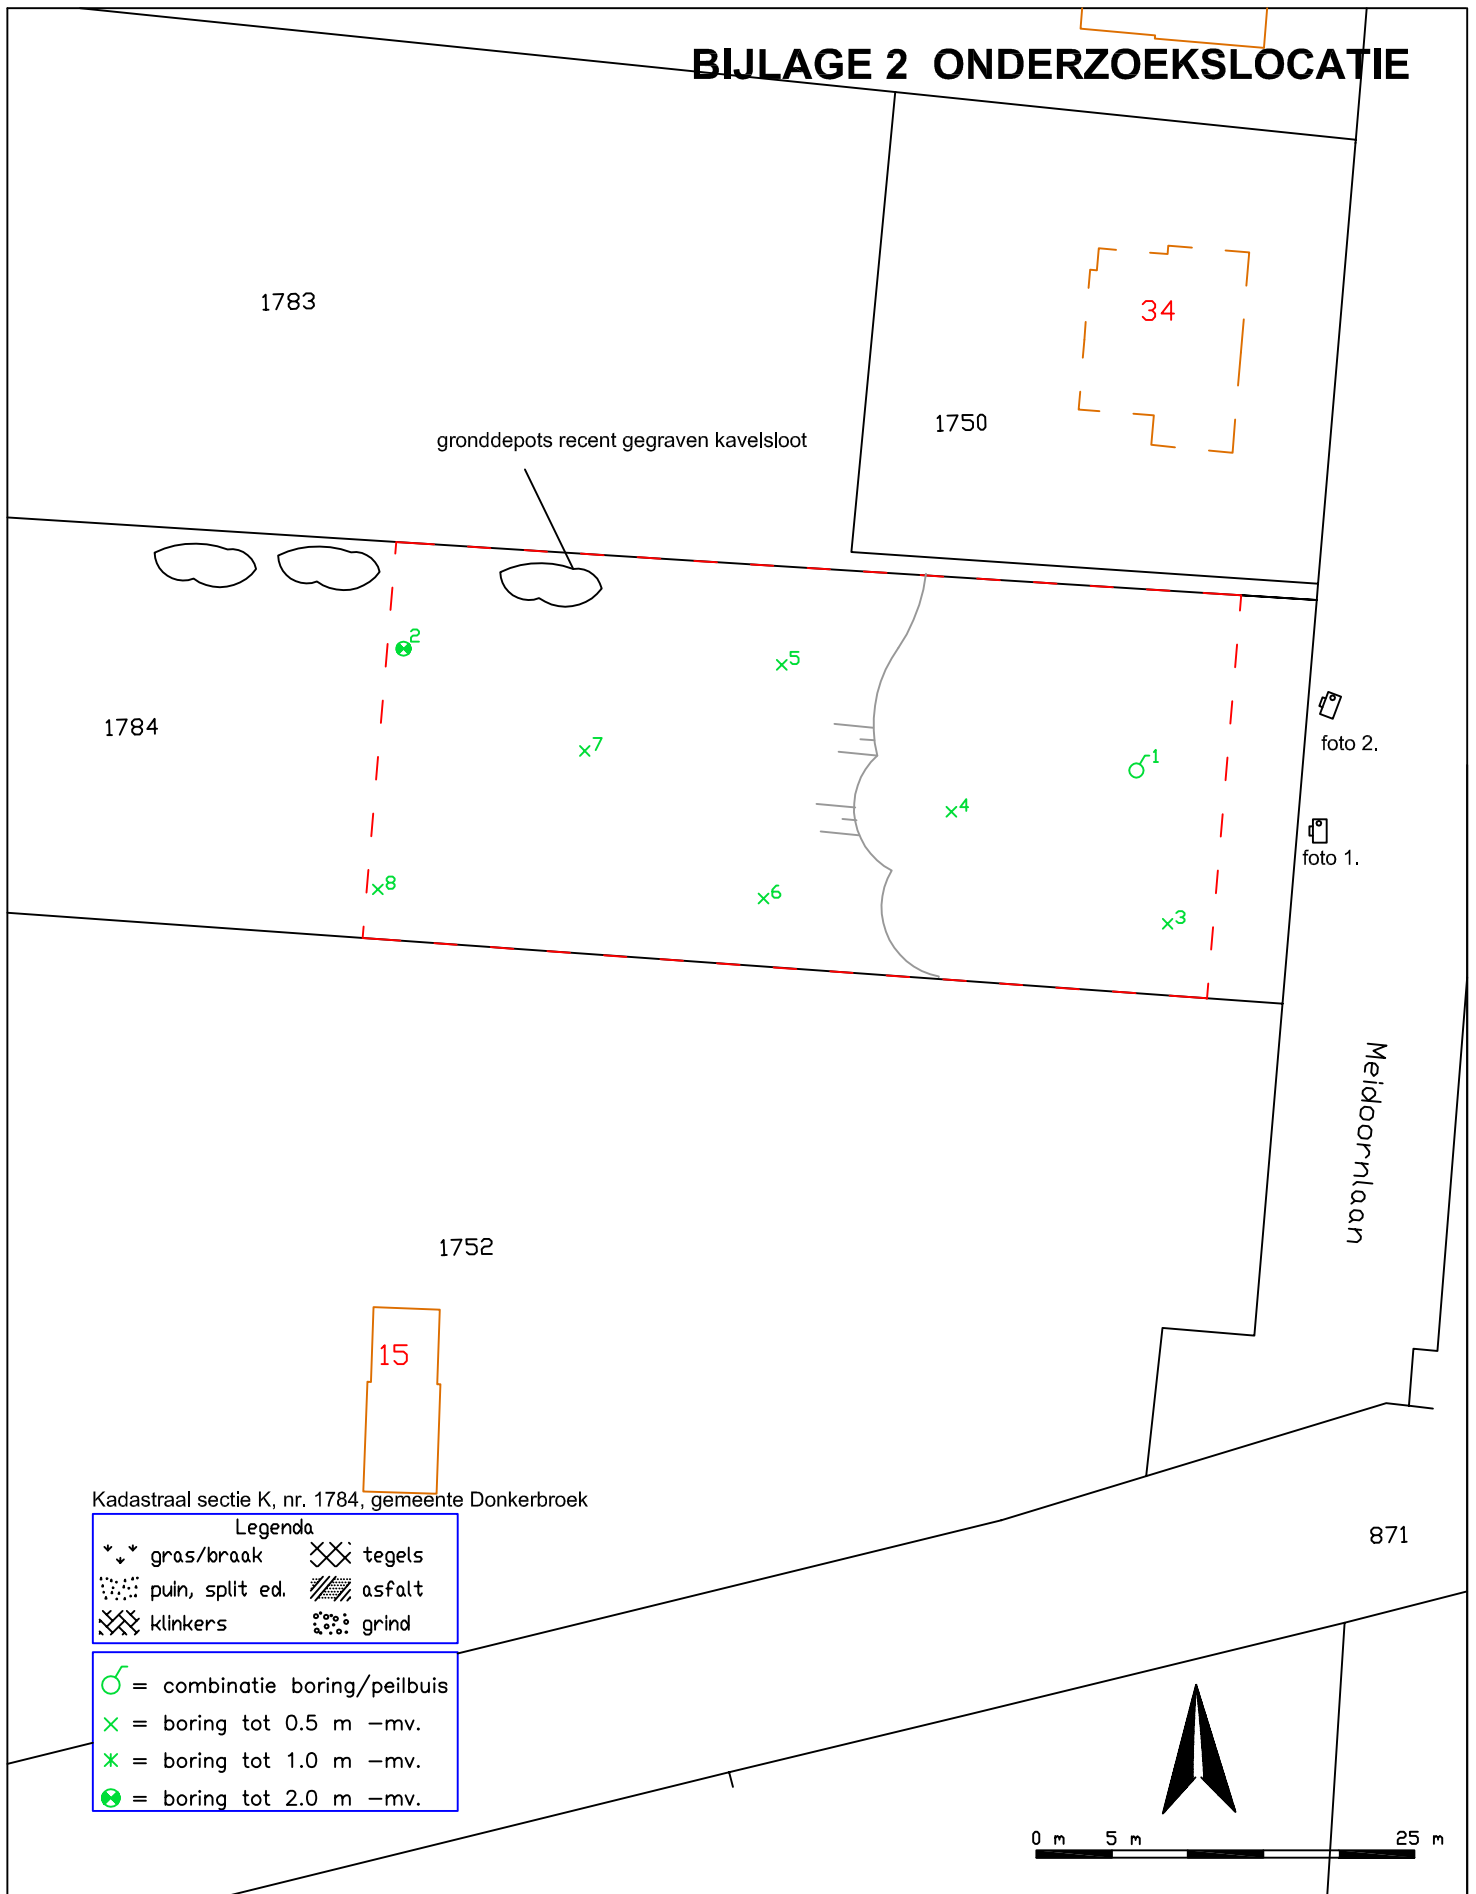 BIJLAGE 2 ONDERZOEKSLOCATIE
1783
34
1750
gronddepots recent gegraven kavelsloot
2
5
1784
7
1
foto 2.
4
foto 1.
8
6
3
Meidoornlaan
1752
15
Kadastraal sectie K, nr. 1784, gemeente Donkerbroek
871
Legenda
gras/braak tegels
puin, split ed. asfalt
klinkers grind
= combinatie boring/peilbuis
= boring tot 0.5 m -mv.
= boring tot 1.0 m -mv.
= boring tot 2.0 m -mv.
0 m 5 m 25 m